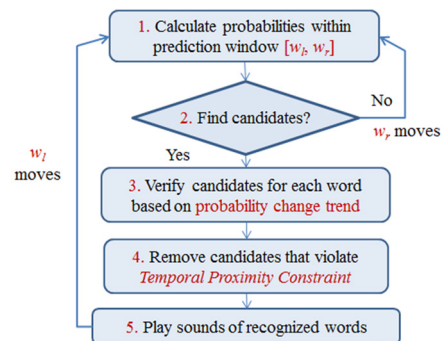 1. Calculate probabilities within
prediction window [wl, wr]
2. Find candidates?
No
wr moves
Yes
wl
moves
3. Verify candidates for each word
based on probability change trend
4. Remove candidates that violate
Temporal Proximity Constraint
5. Play sounds of recognized words